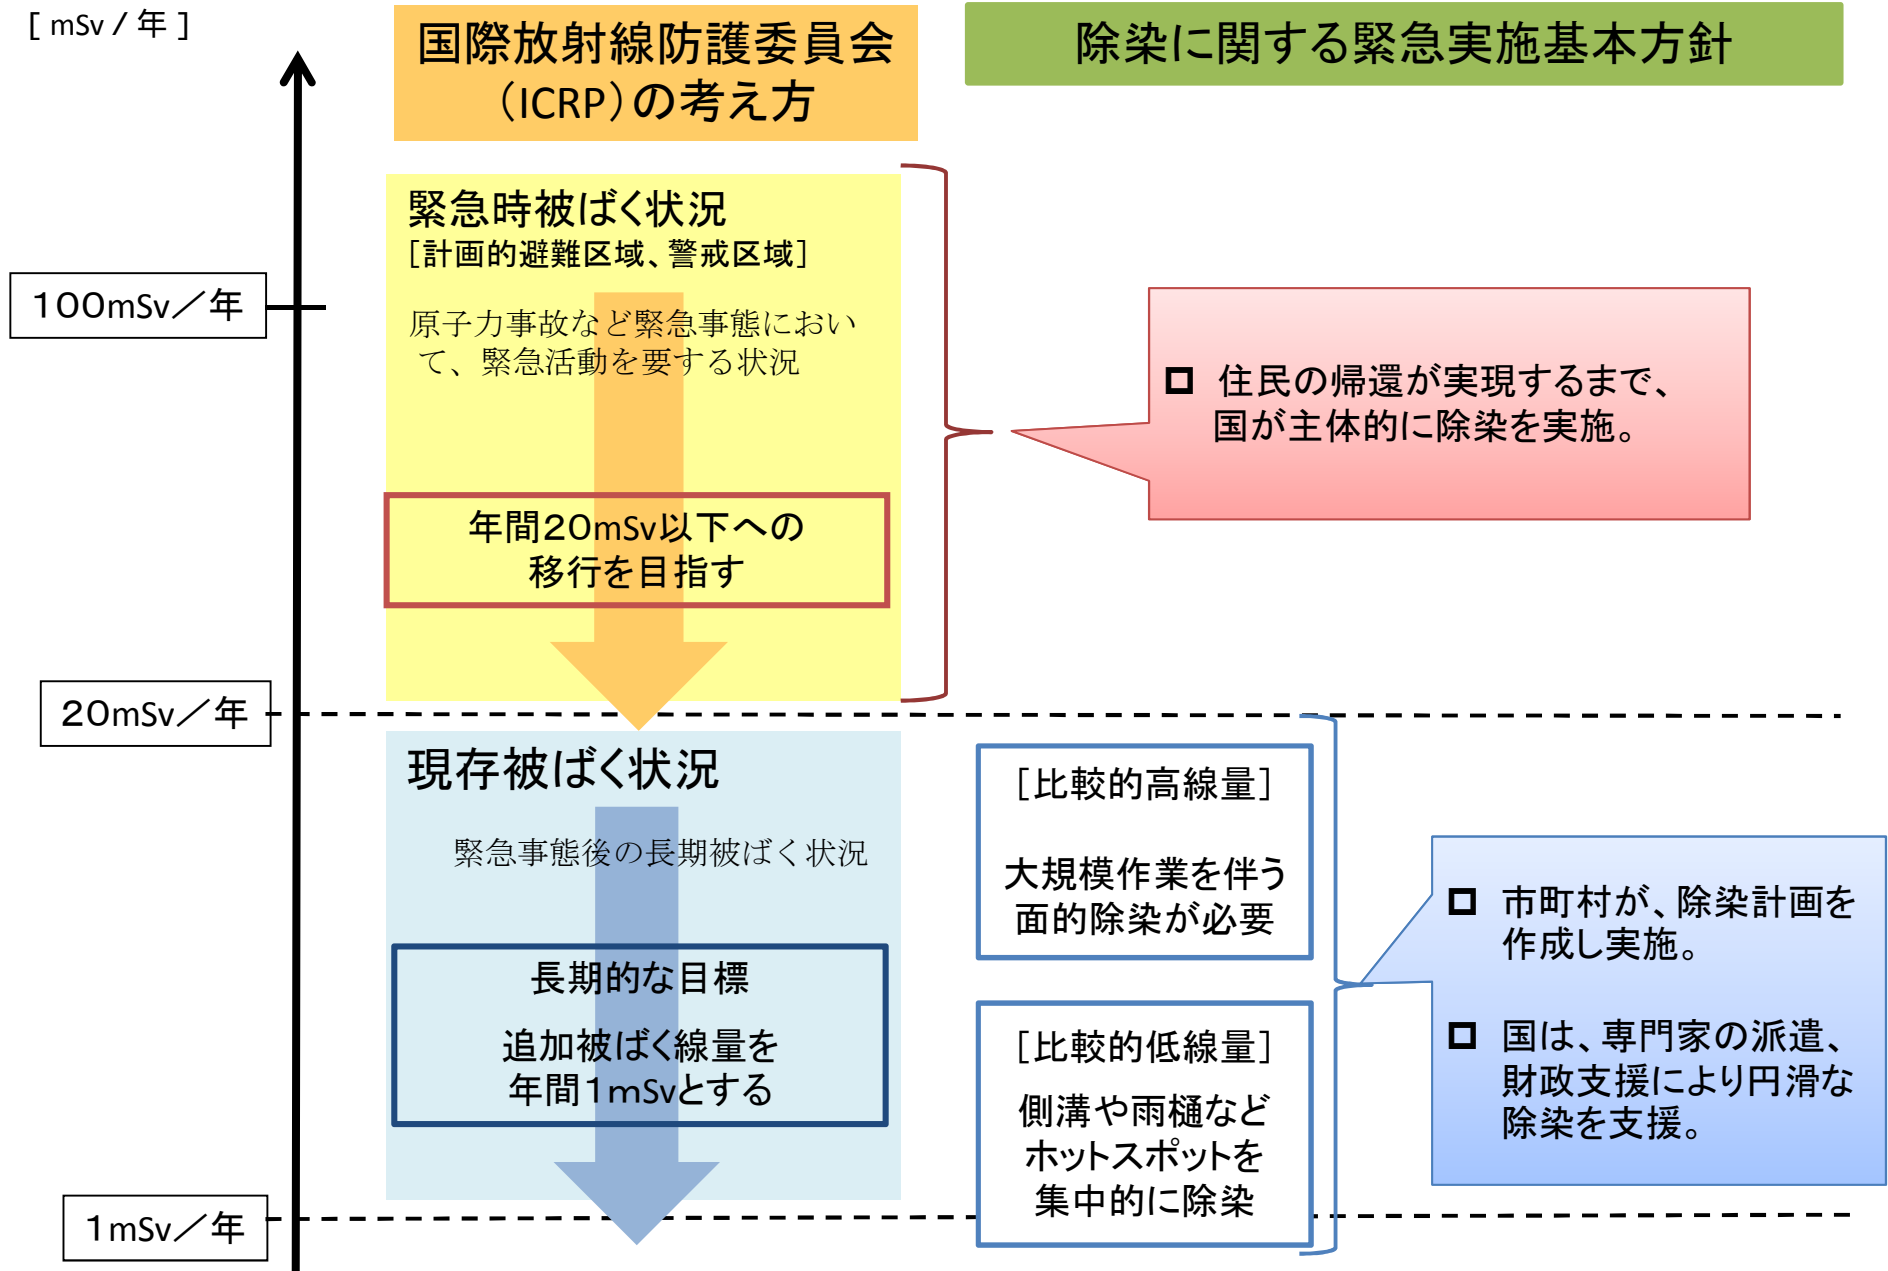 [ mSv / 年 ]
国際放射線防護委員会
（ICRP）の考え方
除染に関する緊急実施基本方針
緊急時被ばく状況
［計画的避難区域、警戒区域］
100mSv／年
原子力事故など緊急事態におい
て、緊急活動を要する状況
住民の帰還が実現するまで、
国が主体的に除染を実施。
年間20mSv以下への
移行を目指す
20mSv／年
現存被ばく状況
緊急事態後の長期被ばく状況
長期的な目標
追加被ばく線量を
年間1mSvとする
［比較的高線量］
大規模作業を伴う
面的除染が必要
［比較的低線量］
側溝や雨樋など
ホットスポットを
集中的に除染
市町村が、除染計画を
作成し実施。
国は、専門家の派遣、
財政支援により円滑な
除染を支援。
1mSv／年